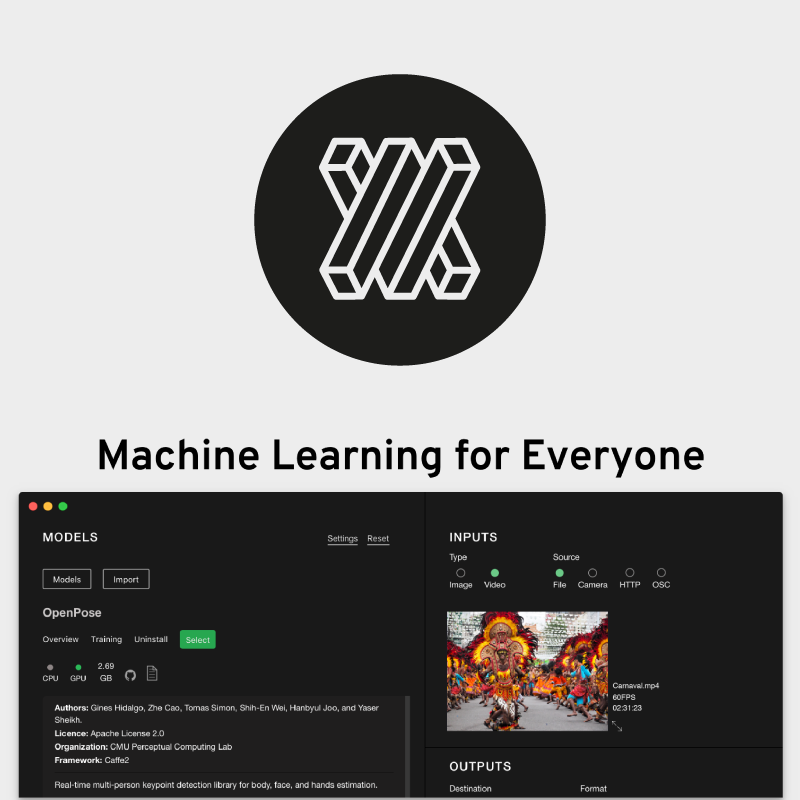 Machine Learning for Everyone
MODELS
Settings Reset
Models Import
OpenPose
Overview Training Uninstall Select
CPU GPU 2.69 GB
Authors: Gines Hidalgo, Zhe Cao, Tomas Simon, Shih-En Wei, Hanbyul Joo, and Yaser
Sheikh.
Licence: Apache License 2.0
Organization: CMU Perceptual Computing Lab
Framework: Caffe2
Real-time multi-person keypoint detection library for body, face, and hands estimation.
INPUTS
Type Source
Image Video File Camera HTTP OSC
Carnaval.mp4
60FPS
02:31:23
OUTPUTS
Destination Format